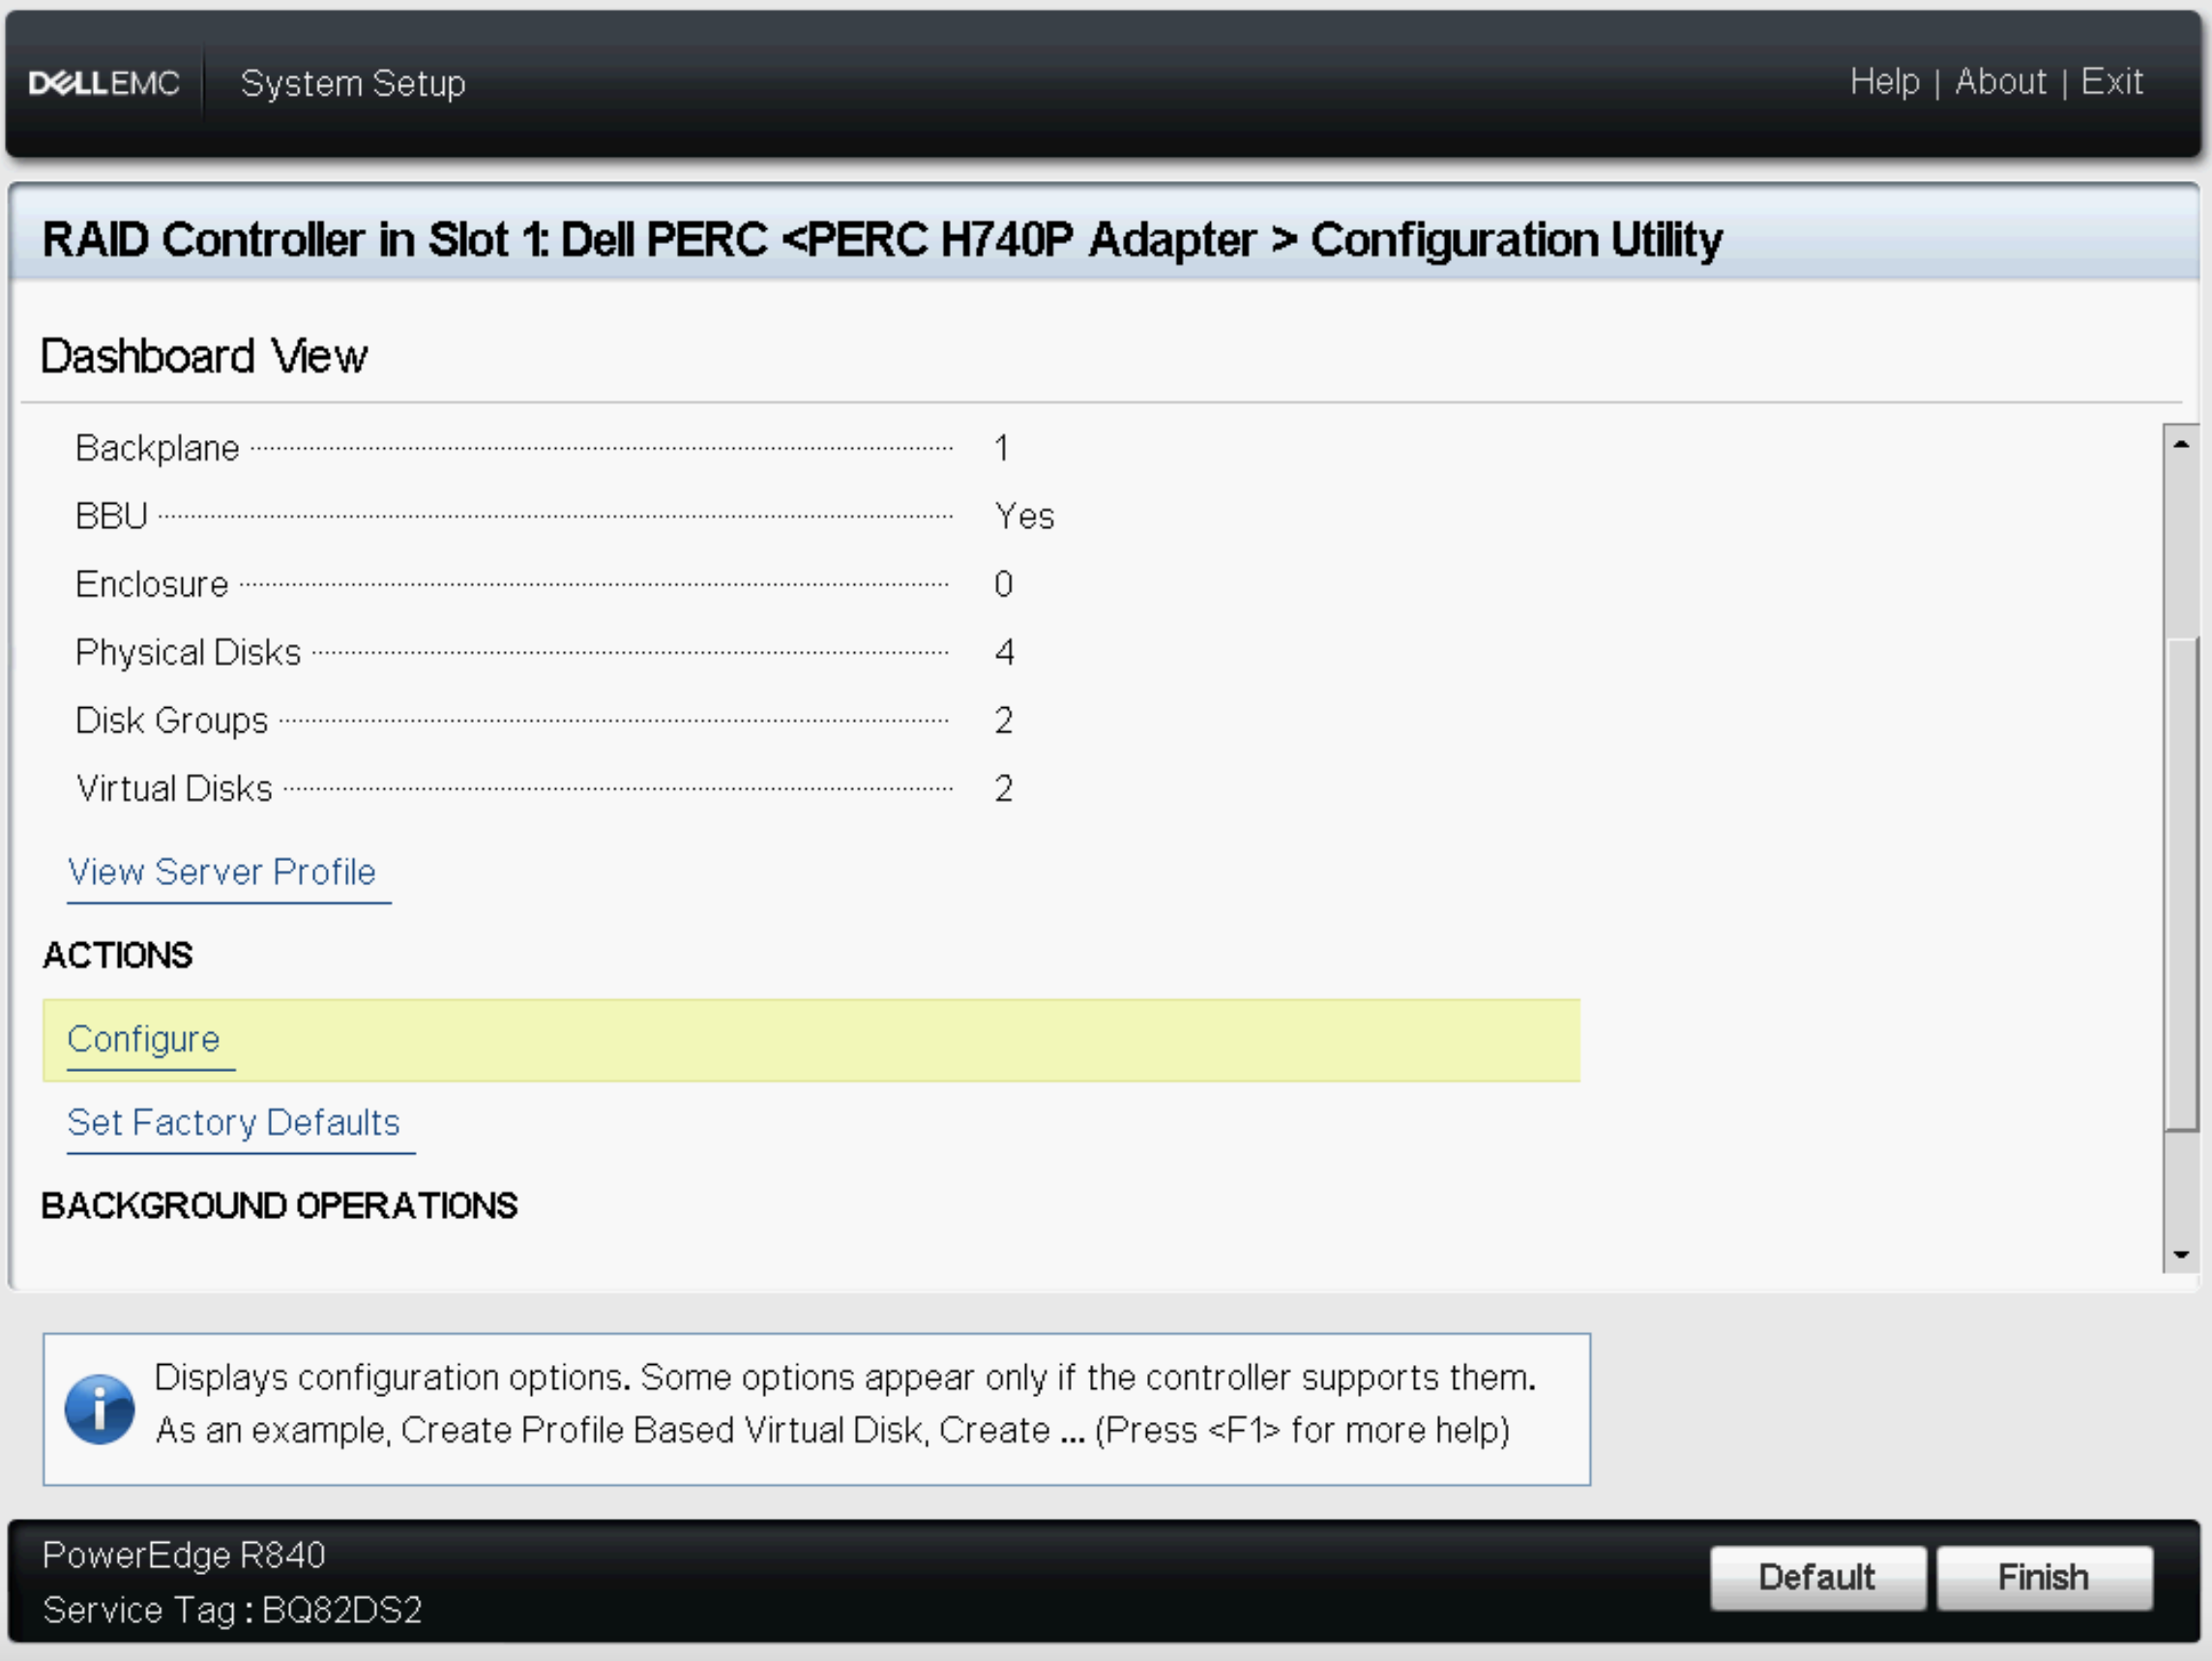 DELLEMC System Setup Help | About | Exit
RAID Controller in Slot 1: Dell PERC <PERC H740P Adapter > Configuration Utility
Dashboard View
Backplane 1
BBU Yes
Enclosure 0
Physical Disks 4
Disk Groups 2
Virtual Disks 2
View Server Profile
ACTIONS
Configure
Set Factory Defaults
BACKGROUND OPERATIONS
Displays configuration options. Some options appear only if the controller supports them.
As an example, Create Profile Based Virtual Disk, Create ... (Press <F1> for more help)
PowerEdge R840
Service Tag : BQ82DS2
Default Finish